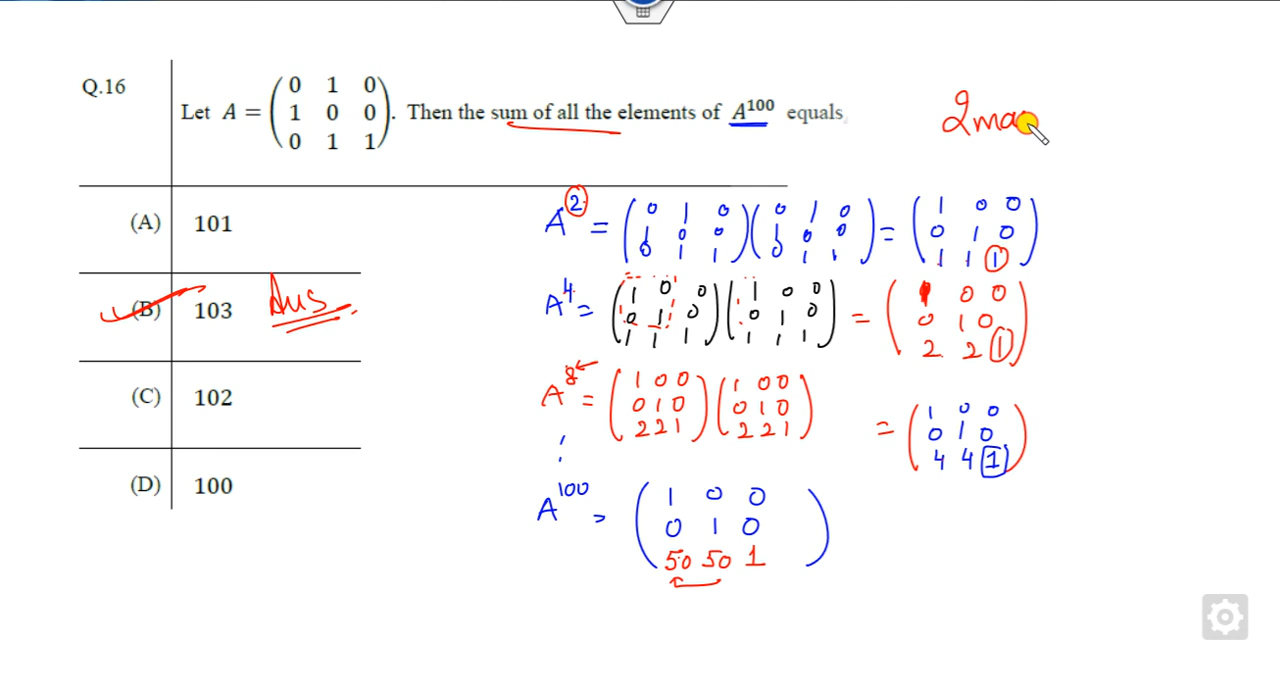 Q.16
Let A = ( 0 1 0
1 0 0
0 1 1 ). Then the sum of all the elements of A¹⁰⁰ equals
2ma
(A) 101
(B) 103 Ans.
(C) 102
(D) 100
A² = ( 0 1 0
1 0 0
0 1 1 ) ( 0 1 0
1 0 0
0 1 1 ) = ( 1 0 0
0 1 0
1 1 1 )
A⁴ = ( 1 0 0
0 1 0
1 1 1 ) ( 1 0 0
0 1 0
1 1 1 ) = ( 1 0 0
0 1 0
2 2 1 )
A⁸ = ( 1 0 0
0 1 0
2 2 1 ) ( 1 0 0
0 1 0
2 2 1 ) = ( 1 0 0
0 1 0
4 4 1 )
A¹⁰⁰ = ( 1 0 0
0 1 0
50 50 1 )